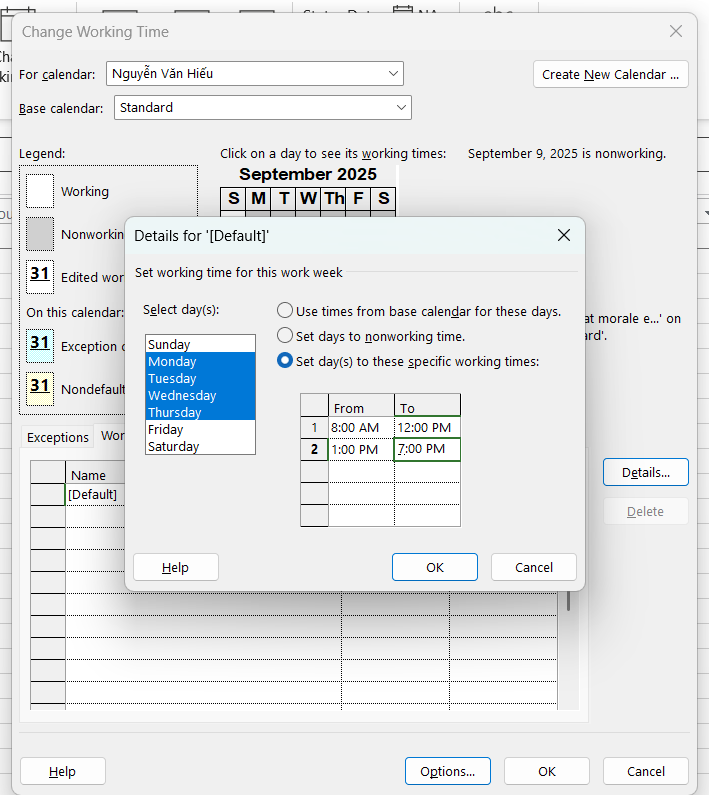 Change Working Time
For calendar: Nguyễn Văn Hiếu
Create New Calendar ...
Base calendar: Standard
Legend:
Click on a day to see its working times:
September 9, 2025 is nonworking.
Working
September 2025
S M T W Th F S
Nonworkin
31 Edited wor
On this calendar:
31 Exception
31 Nondefault
at morale e...' on
ard'.
Details for '[Default]'
Set working time for this work week
Select day(s):
Sunday
Monday
Tuesday
Wednesday
Thursday
Friday
Saturday
Use times from base calendar for these days.
Set days to nonworking time.
Set day(s) to these specific working times:
From To
1 8:00 AM 12:00 PM
2 1:00 PM 7:00 PM
Help
OK
Cancel
Exceptions
Wor
Name
[Default]
Details...
Delete
Help
Options...
OK
Cancel